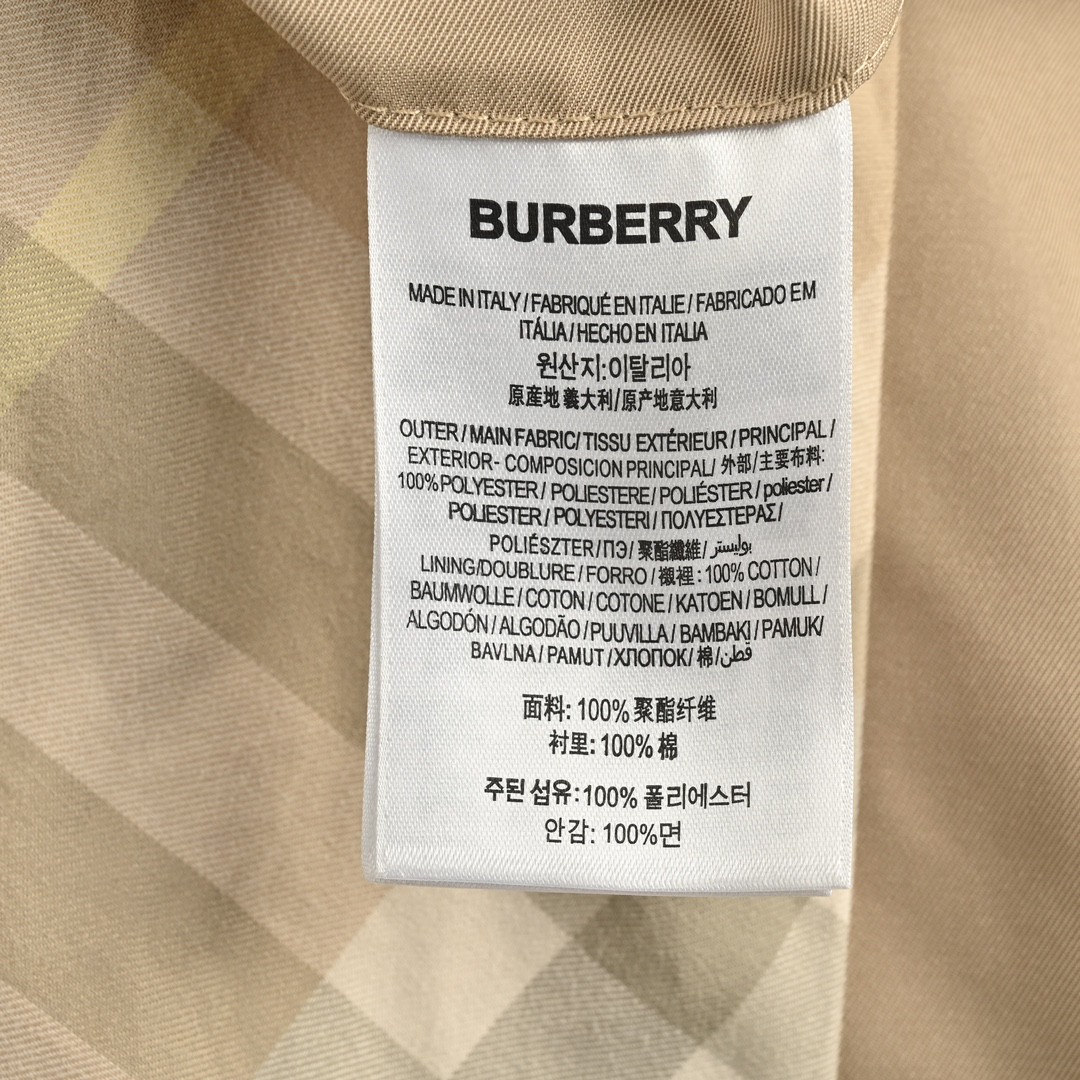 BURBERRY
MADE IN ITALY / FABRIQUÉ EN ITALIE / FABRICADO EM
ITÁLIA / HECHO EN ITALIA
원산지:이탈리아
原産地 義大利/原产地意大利
OUTER / MAIN FABRIC/ TISSU EXTÉRIEUR / PRINCIPAL /
EXTERIOR- COMPOSICION PRINCIPAL/ 外部/主要布料:
100% POLYESTER / POLIESTERE/ POLIÉSTER / poliester /
POLIESTER / POLYESTERI / ΠΟΛΥΕΣΤΕΡΑΣ /
POLIÉSZTER / ПЭ / 聚酯纖維/ بوليستر
LINING/DOUBLURE / FORRO / 襯裡 : 100% COTTON /
BAUMWOLLE / COTON / COTONE / KATOEN / BOMULL /
ALGODÓN / ALGODÃO / PUUVILLA / BAMBAKI / PAMUK/
BAVLNA / PAMUT / ХЛОПОК/ 棉/قطن
面料: 100% 聚酯纤维
衬里: 100% 棉
주된 섬유: 100% 폴리에스터
안감: 100%면